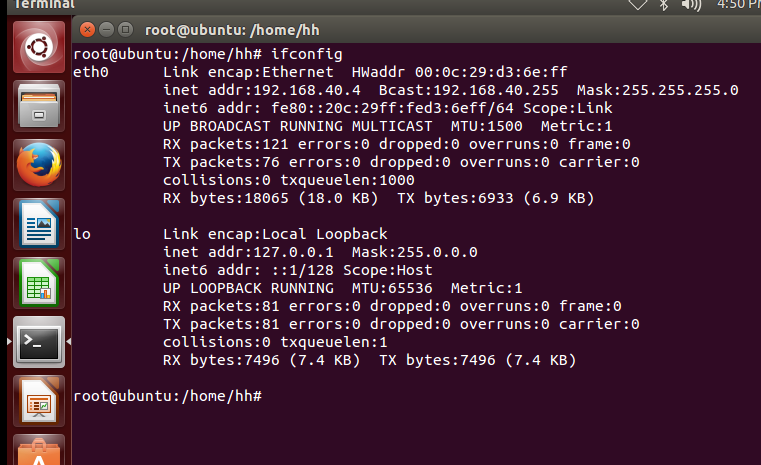 Terminal
4:50 PM
root@ubuntu: /home/hh
root@ubuntu:/home/hh# ifconfig
eth0      Link encap:Ethernet  HWaddr 00:0c:29:d3:6e:ff
          inet addr:192.168.40.4  Bcast:192.168.40.255  Mask:255.255.255.0
          inet6 addr: fe80::20c:29ff:fed3:6eff/64 Scope:Link
          UP BROADCAST RUNNING MULTICAST  MTU:1500  Metric:1
          RX packets:121 errors:0 dropped:0 overruns:0 frame:0
          TX packets:76 errors:0 dropped:0 overruns:0 carrier:0
          collisions:0 txqueuelen:1000
          RX bytes:18065 (18.0 KB)  TX bytes:6933 (6.9 KB)
lo        Link encap:Local Loopback
          inet addr:127.0.0.1  Mask:255.0.0.0
          inet6 addr: ::1/128 Scope:Host
          UP LOOPBACK RUNNING  MTU:65536  Metric:1
          RX packets:81 errors:0 dropped:0 overruns:0 frame:0
          TX packets:81 errors:0 dropped:0 overruns:0 carrier:0
          collisions:0 txqueuelen:1
          RX bytes:7496 (7.4 KB)  TX bytes:7496 (7.4 KB)
root@ubuntu:/home/hh#